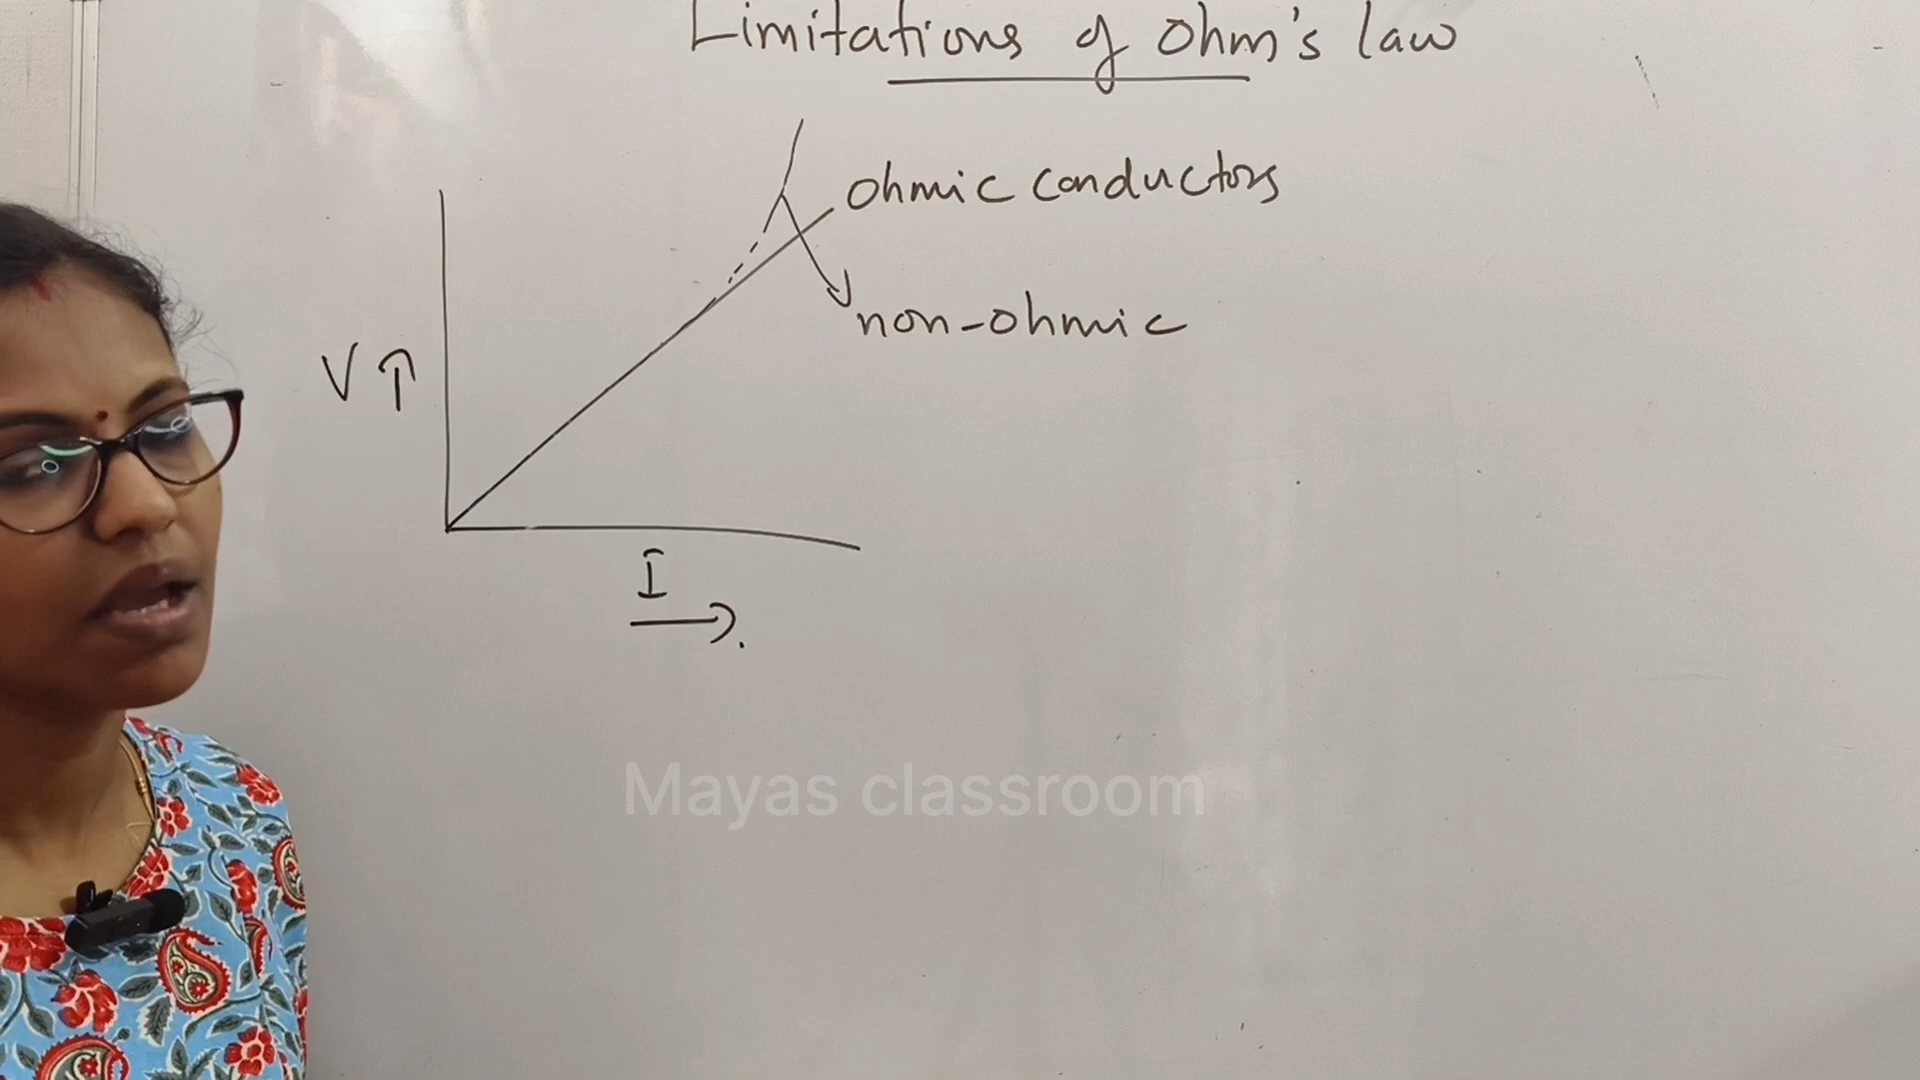 Limitations of Ohm's law
Ohmic conductors
non-ohmic
V ↑
I
→
Mayas classroom